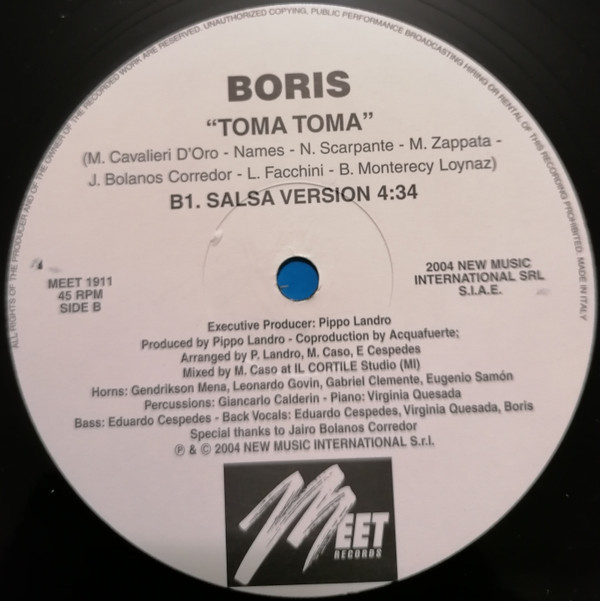 ALL RIGHTS OF THE PRODUCER AND OF THE OWNER OF THE RECORDED WORK ARE RESERVED. UNAUTHORIZED COPYING, PUBLIC PERFORMANCE BROADCASTING HIRING OR RENTAL OF THIS RECORDING PROHIBITED. MADE IN ITALY
BORIS
“TOMA TOMA”
(M. Cavalieri D'Oro - Names - N. Scarpante - M. Zappata -
J. Bolanos Corredor - L. Facchini - B. Monterecy Loynaz)
B1. SALSA VERSION 4:34
MEET 1911
45 RPM
SIDE B
2004 NEW MUSIC
INTERNATIONAL SRL
S.I.A.E.
Executive Producer: Pippo Landro
Produced by Pippo Landro - Coproduction by Acquafuerte;
Arranged by P. Landro, M. Caso, E Cespedes
Mixed by M. Caso at IL CORTILE Studio (MI)
Horns: Gendrikson Mena, Leonardo Govin, Gabriel Clemente, Eugenio Samón
Percussions: Giancarlo Calderin - Piano: Virginia Quesada
Bass: Eduardo Cespedes - Back Vocals: Eduardo Cespedes, Virginia Quesada, Boris
Special thanks to Jairo Bolanos Corredor
℗ & © 2004 NEW MUSIC INTERNATIONAL S.r.l.
MEET
RECORDS